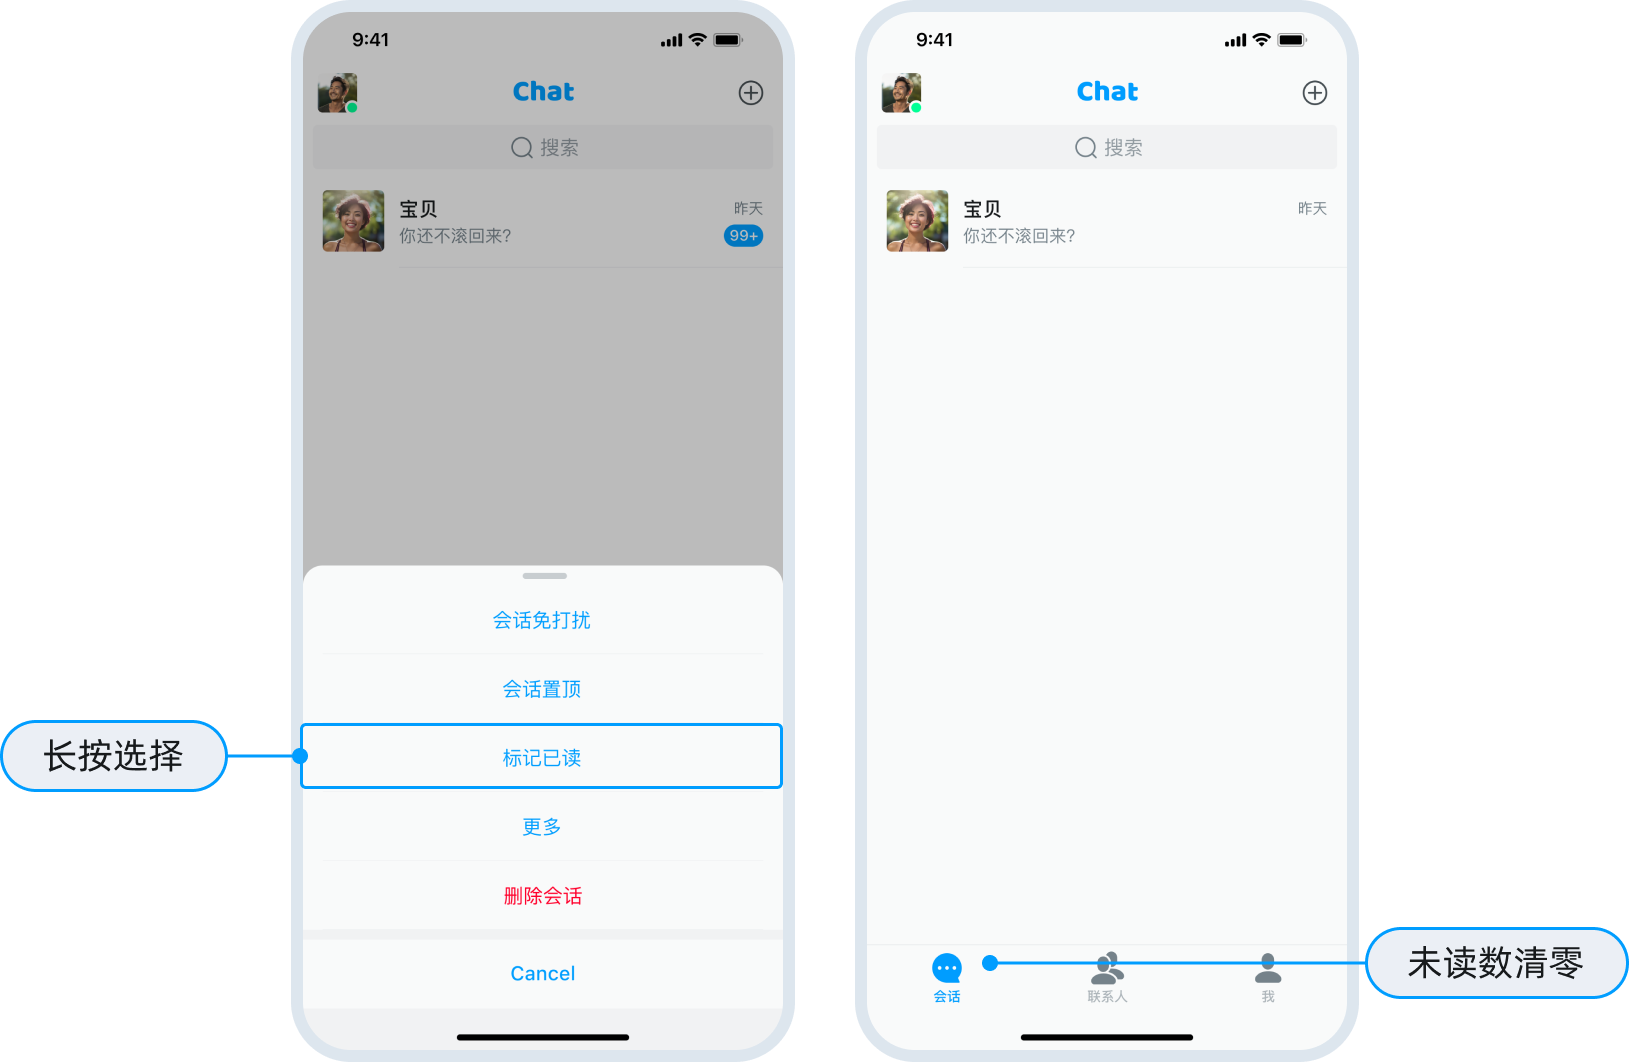 9:41
Chat
搜索
宝贝
昨天
你还不滚回来?
99+
会话免打扰
会话置顶
长按选择
标记已读
更多
删除会话
Cancel
9:41
Chat
搜索
宝贝
昨天
你还不滚回来?
未读数清零
会话
联系人
我